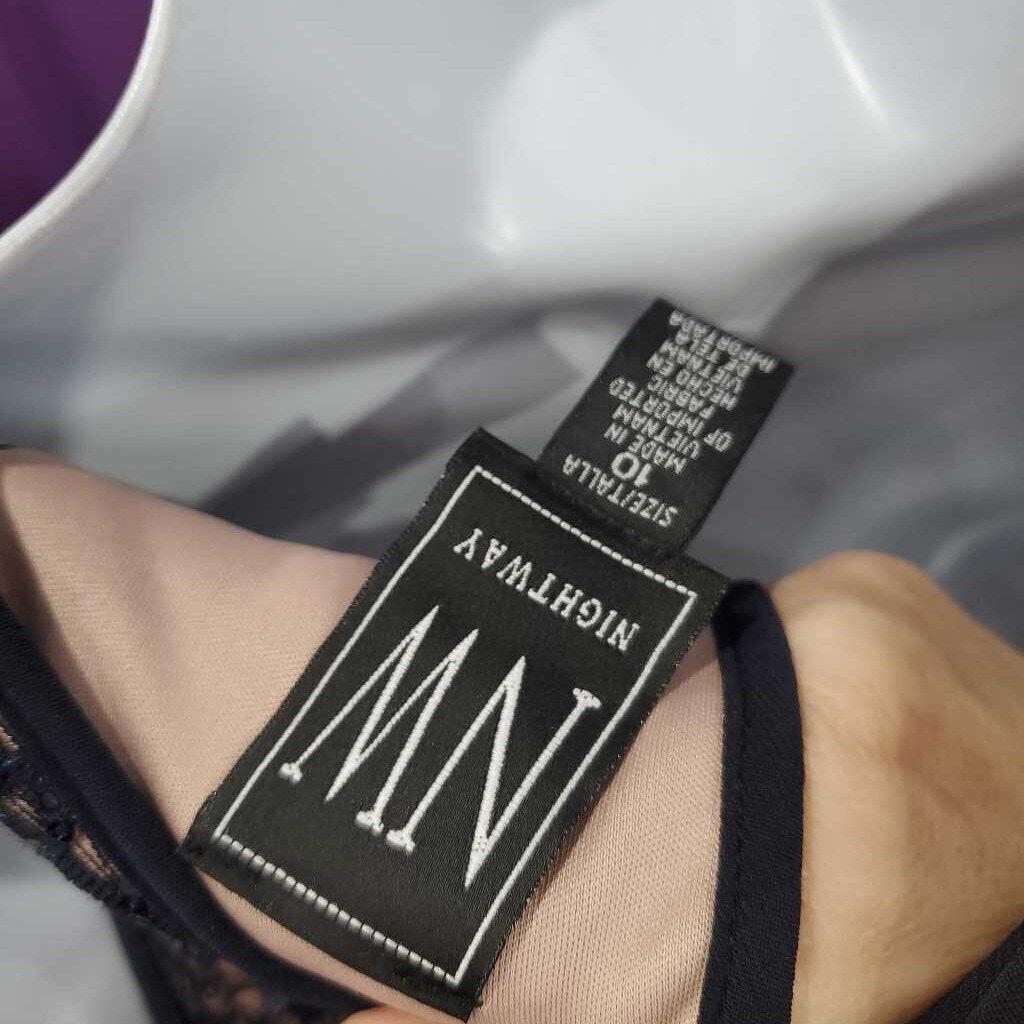 NW
NIGHTWAY
SIZE/TALLA
10
MADE IN
VIETNAM
OF IMPORTED
FABRIC
HECHO EN
VIETNAM
DE TELA
IMPORTADA